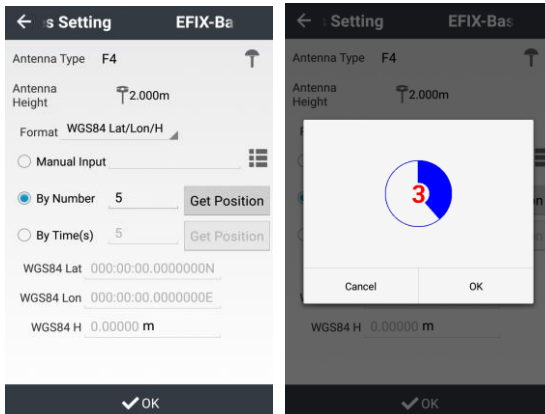 s Setting EFIX-Ba
Antenna Type F4
Antenna Height 2.000m
Format WGS84 Lat/Lon/H
Manual Input
By Number 5 Get Position
By Time(s) 5 Get Position
WGS84 Lat 000:00:00.0000000N
WGS84 Lon 000:00:00.0000000E
WGS84 H 0.00000 m
OK
Setting EFIX-Bas
Antenna Type F4
Antenna Height 2.000m
3
Cancel OK
WGS84 H 0.00000 m
OK